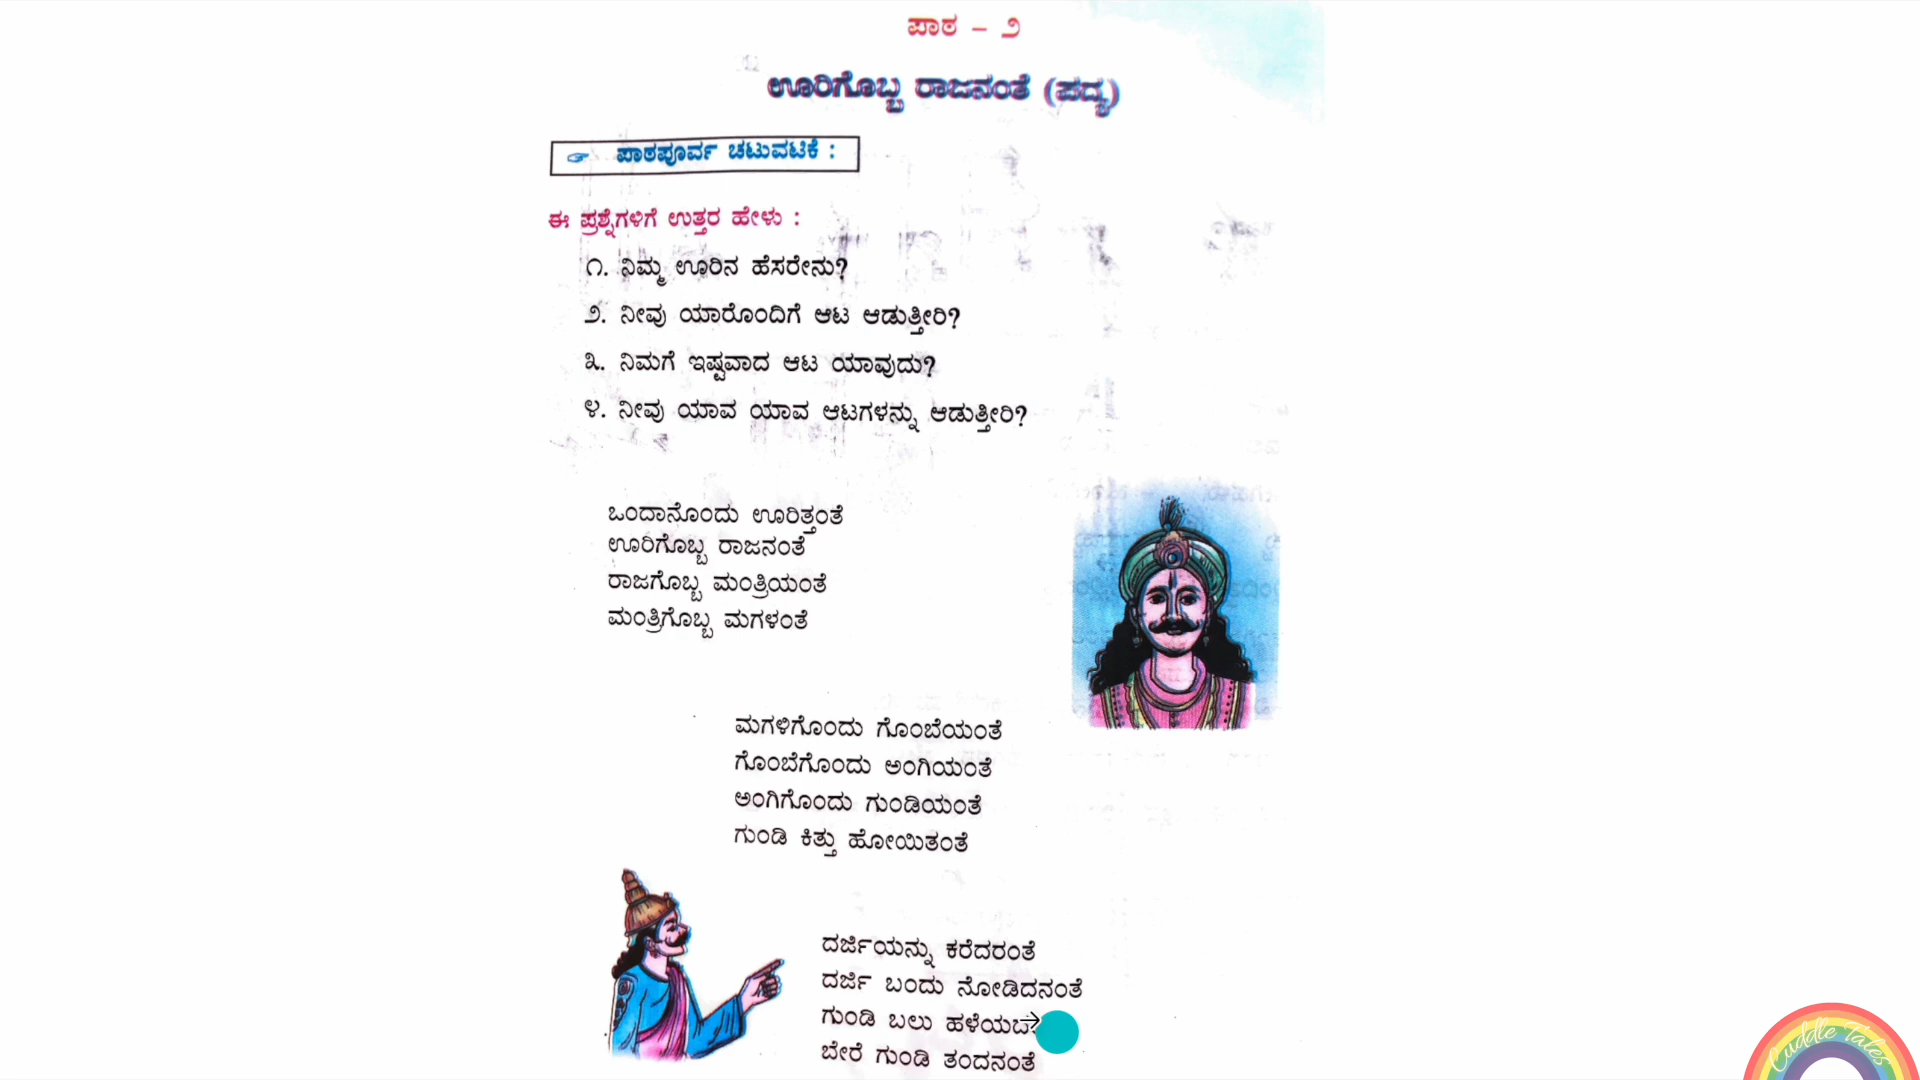 ಪಾಠ – ೨
ಊರಿಗೊಬ್ಬ ರಾಜನಂತೆ (ಪದ್ಯ)
ಪಾಠಪೂರ್ವ ಚಟುವಟಿಕೆ :
ಈ ಪ್ರಶ್ನೆಗಳಿಗೆ ಉತ್ತರ ಹೇಳು :
೧. ನಿಮ್ಮ ಊರಿನ ಹೆಸರೇನು?
೨. ನೀವು ಯಾರೊಂದಿಗೆ ಆಟ ಆಡುತ್ತೀರಿ?
೩. ನಿಮಗೆ ಇಷ್ಟವಾದ ಆಟ ಯಾವುದು?
೪. ನೀವು ಯಾವ ಯಾವ ಆಟಗಳನ್ನು ಆಡುತ್ತೀರಿ?
ಒಂದಾನೊಂದು ಊರಿತ್ತಂತೆ
ಊರಿಗೊಬ್ಬ ರಾಜನಂತೆ
ರಾಜಗೊಬ್ಬ ಮಂತ್ರಿಯಂತೆ
ಮಂತ್ರಿಗೊಬ್ಬ ಮಗಳಂತೆ
ಮಗಳಿಗೊಂದು ಗೊಂಬೆಯಂತೆ
ಗೊಂಬೆಗೊಂದು ಅಂಗಿಯಂತೆ
ಅಂಗಿಗೊಂದು ಗುಂಡಿಯಂತೆ
ಗುಂಡಿ ಕಿತ್ತು ಹೋಯಿತಂತೆ
ದರ್ಜಿಯನ್ನು ಕರೆದರಂತೆ
ದರ್ಜಿ ಬಂದು ನೋಡಿದನಂತೆ
ಗುಂಡಿ ಬಲು
ಬೇರೆ ಗುಂಡಿ ತಂದನಂತೆ
Cuddle Tales